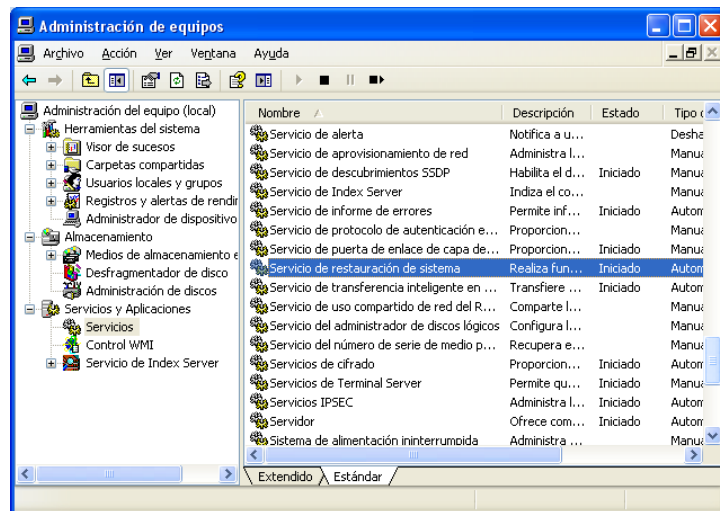 Administración de equipos
Archivo Acción Ver Ventana Ayuda
Administración del equipo (local)
Herramientas del sistema
Visor de sucesos
Carpetas compartidas
Usuarios locales y grupos
Registros y alertas de rendir
Administrador de dispositivo
Almacenamiento
Medios de almacenamiento e
Desfragmentador de disco
Administración de discos
Servicios y Aplicaciones
Servicios
Control WMI
Servicio de Index Server
Nombre Descripción Estado Tipo (
Servicio de alerta Notifica a u... Desha
Servicio de aprovisionamiento de red Administra l... Manua
Servicio de descubrimientos SSDP Habilita el d... Iniciado Manua
Servicio de Index Server Indiza el co... Manua
Servicio de informe de errores Permite inf... Iniciado Autom
Servicio de protocolo de autenticación e... Proporcion... Manua
Servicio de puerta de enlace de capa de... Proporcion... Iniciado Manua
Servicio de restauración de sistema Realiza fun... Iniciado Autom
Servicio de transferencia inteligente en ... Transfiere ... Iniciado Manua
Servicio de uso compartido de red del R... Comparte l... Manua
Servicio del administrador de discos lógicos Configura l... Manua
Servicio del número de serie de medio p... Recupera e... Manua
Servicios de cifrado Proporcion... Iniciado Autom
Servicios de Terminal Server Permite qu... Iniciado Manua
Servicios IPSEC Administra l... Iniciado Autom
Servidor Ofrece com... Iniciado Autom
Sistema de alimentación ininterrumpida Administra ... Manua
Extendido Estándar